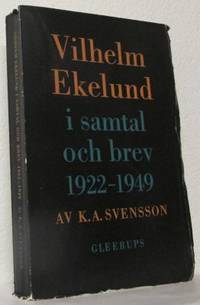 Vilhelm
Ekelund
i samtal
och brev
1922-1949
AV K. A. SVENSSON
GLEERUPS